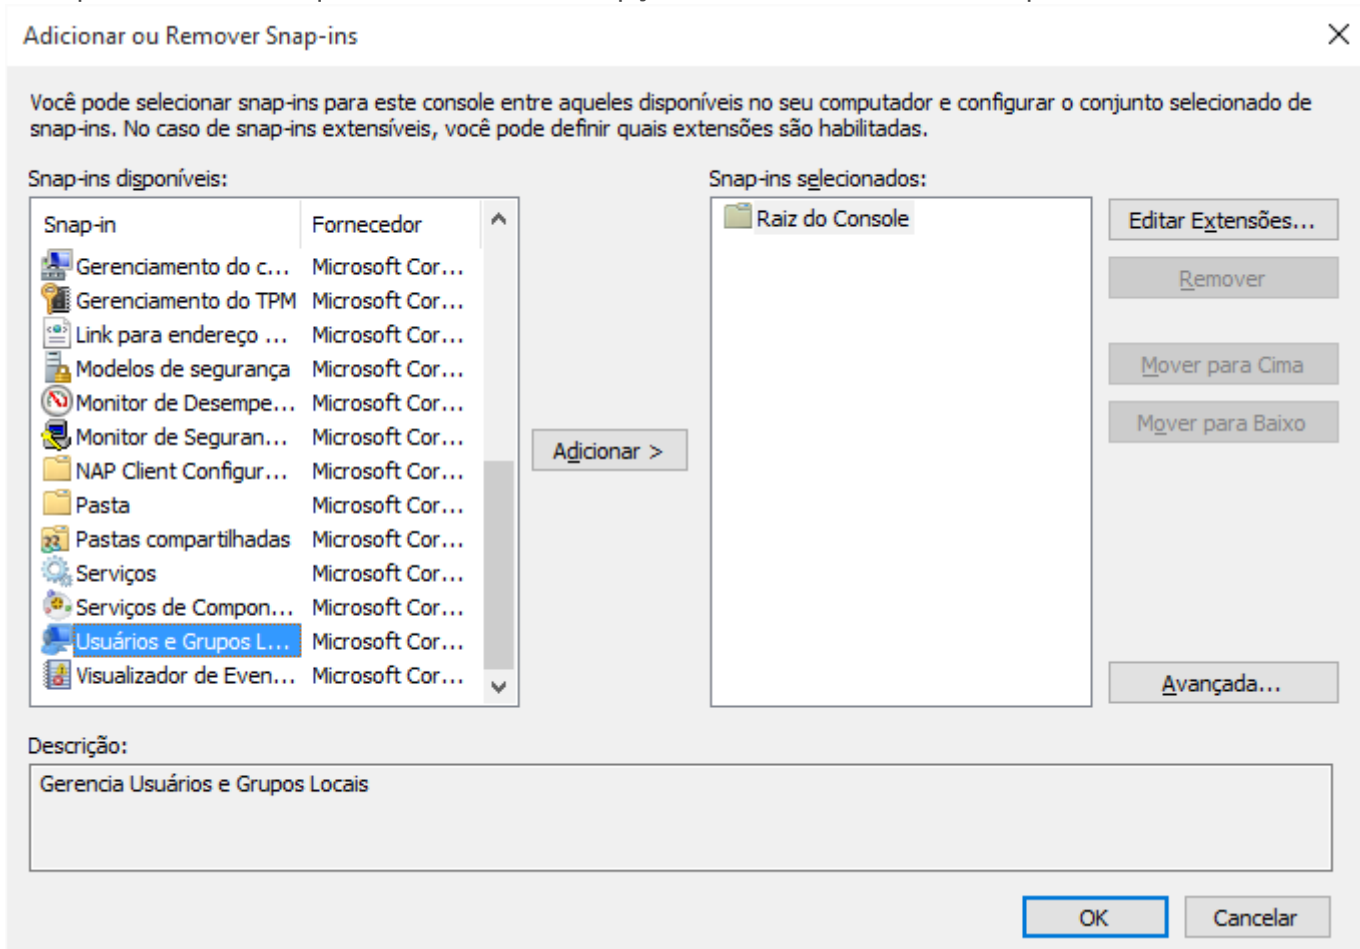 Adicionar ou Remover Snap-ins
Você pode selecionar snap-ins para este console entre aqueles disponíveis no seu computador e configurar o conjunto selecionado de
snap-ins. No caso de snap-ins extensíveis, você pode definir quais extensões são habilitadas.
Snap-ins disponíveis:
Snap-in Fornecedor
Gerenciamento do c... Microsoft Cor...
Gerenciamento do TPM Microsoft Cor...
Link para endereço ... Microsoft Cor...
Modelos de segurança Microsoft Cor...
Monitor de Desempe... Microsoft Cor...
Monitor de Seguran... Microsoft Cor...
NAP Client Configur... Microsoft Cor...
Pasta Microsoft Cor...
Pastas compartilhadas Microsoft Cor...
Serviços Microsoft Cor...
Serviços de Compon... Microsoft Cor...
Usuários e Grupos L... Microsoft Cor...
Visualizador de Even... Microsoft Cor...
Adicionar >
Snap-ins selecionados:
Raiz do Console
Editar Extensões...
Remover
Mover para Cima
Mover para Baixo
Avançada...
Descrição:
Gerencia Usuários e Grupos Locais
OK
Cancelar